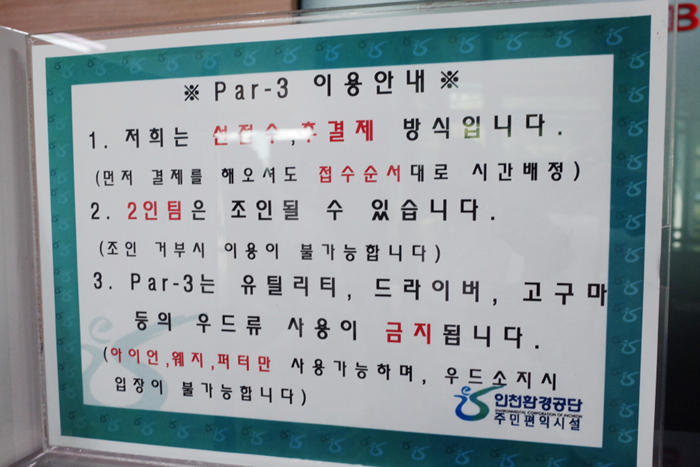 ※ Par-3 이용안내 ※
1. 저희는 선접수,후결제 방식입니다.
(먼저 결제를 해오셔도 접수순서대로 시간배정)
2. 2인팀은 조인될 수 있습니다.
(조인 거부시 이용이 불가능합니다)
3. Par-3는 유틸리티, 드라이버, 고구마
등의 우드류 사용이 금지됩니다.
(아이언,웨지,퍼터만 사용가능하며, 우드소지시
입장이 불가능합니다)
인천환경공단
ENVIRONMENTAL CORPORATION OF INCHEON
주민편익시설
B